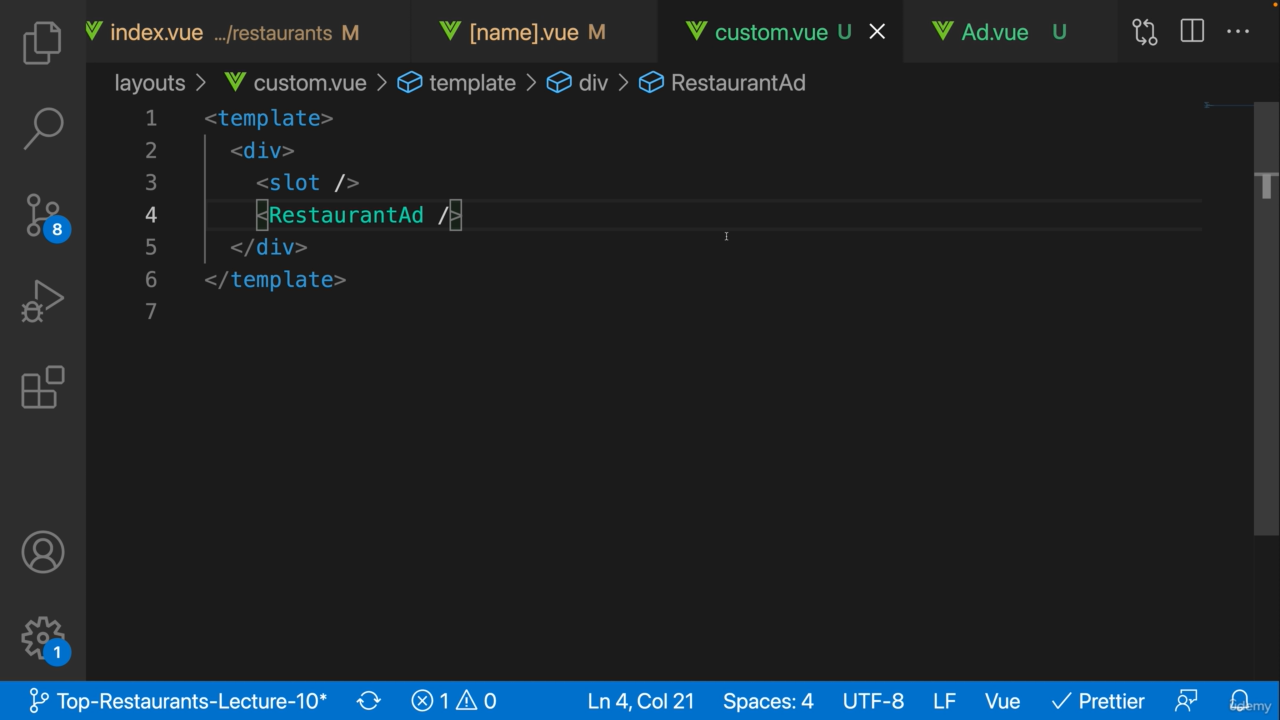 index.vue .../restaurants M
[name].vue M
custom.vue U
Ad.vue U
layouts > custom.vue > template > div > RestaurantAd
1 <template>
2 <div>
3 <slot />
4 <RestaurantAd />
5 </div>
6 </template>
7
8
1
Top-Restaurants-Lecture-10* 1 0 Ln 4, Col 21 Spaces: 4 UTF-8 LF Vue Prettier
udemy